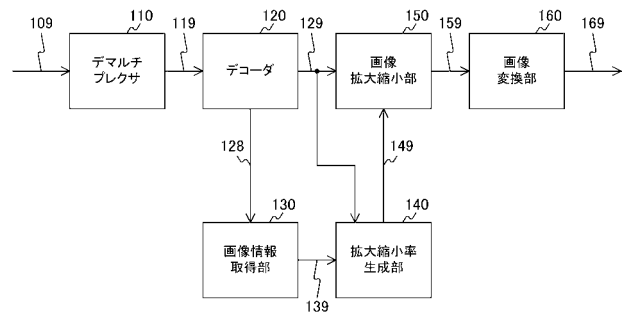 110
120
150
160
109
119
129
159
169
デマルチ
プレクサ
デコーダ
画像
拡大縮小部
画像
変換部
128
149
130
140
画像情報
取得部
拡大縮小率
生成部
139